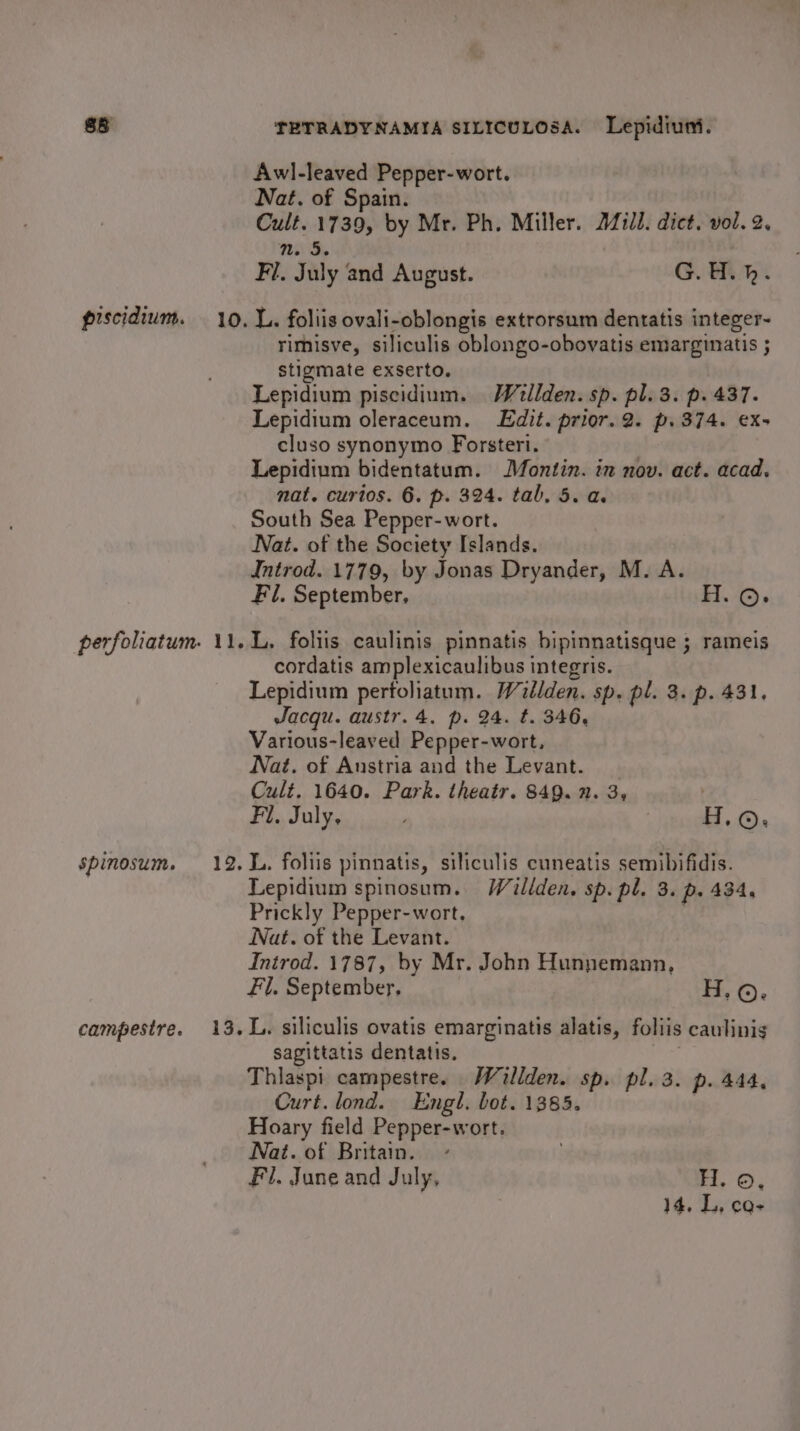 88 TETRADYNAMIA SILICULOSA. Lepidium.
Awl-leaved Pepper-wort.
Nat. of Spain.
Cult. 1739, by Mr. Ph. Miller. Mill. dict. vol. 2.
n. 5.
Fl. July and August. G. H. ♄.
piscidium. 10. L. foliis ovali-oblongis extrorsum dentatis integer-
rimisve, siliculis oblongo-obovatis emarginatis ;
stigmate exserto.
Lepidium piscidium. Willden. sp. pl. 3. p. 437.
Lepidium oleraceum. Edit. prior. 2. p. 374. ex-
cluso synonymo Forsteri.
Lepidium bidentatum. Montin. in nov. act. acad.
nat. curios. 6. p. 324. tab. 5. a.
South Sea Pepper-wort.
Nat. of the Society Islands.
Introd. 1779, by Jonas Dryander, M. A.
Fl. September. H. ☉.
perfoliatum. 11. L. foliis caulinis pinnatis bipinnatisque ; rameis
cordatis amplexicaulibus integris.
Lepidium perfoliatum. Willden. sp. pl. 3. p. 431.
Jacqu. austr. 4. p. 24. t. 346.
Various-leaved Pepper-wort.
Nat. of Austria and the Levant.
Cult. 1640. Park. theatr. 849. n. 3.
Fl. July. H. ☉.
spinosum. 12. L. foliis pinnatis, siliculis cuneatis semibifidis.
Lepidium spinosum. Willden. sp. pl. 3. p. 434.
Prickly Pepper-wort.
Nat. of the Levant.
Introd. 1787, by Mr. John Hunnemann.
Fl. September. H. ☉.
campestre. 13. L. siliculis ovatis emarginatis alatis, foliis caulinis
sagittatis dentatis.
Thlaspi campestre. Willden. sp. pl. 3. p. 444.
Curt. lond. Engl. bot. 1385.
Hoary field Pepper-wort.
Nat. of Britain.
Fl. June and July. H. ☉.
14. L. co-